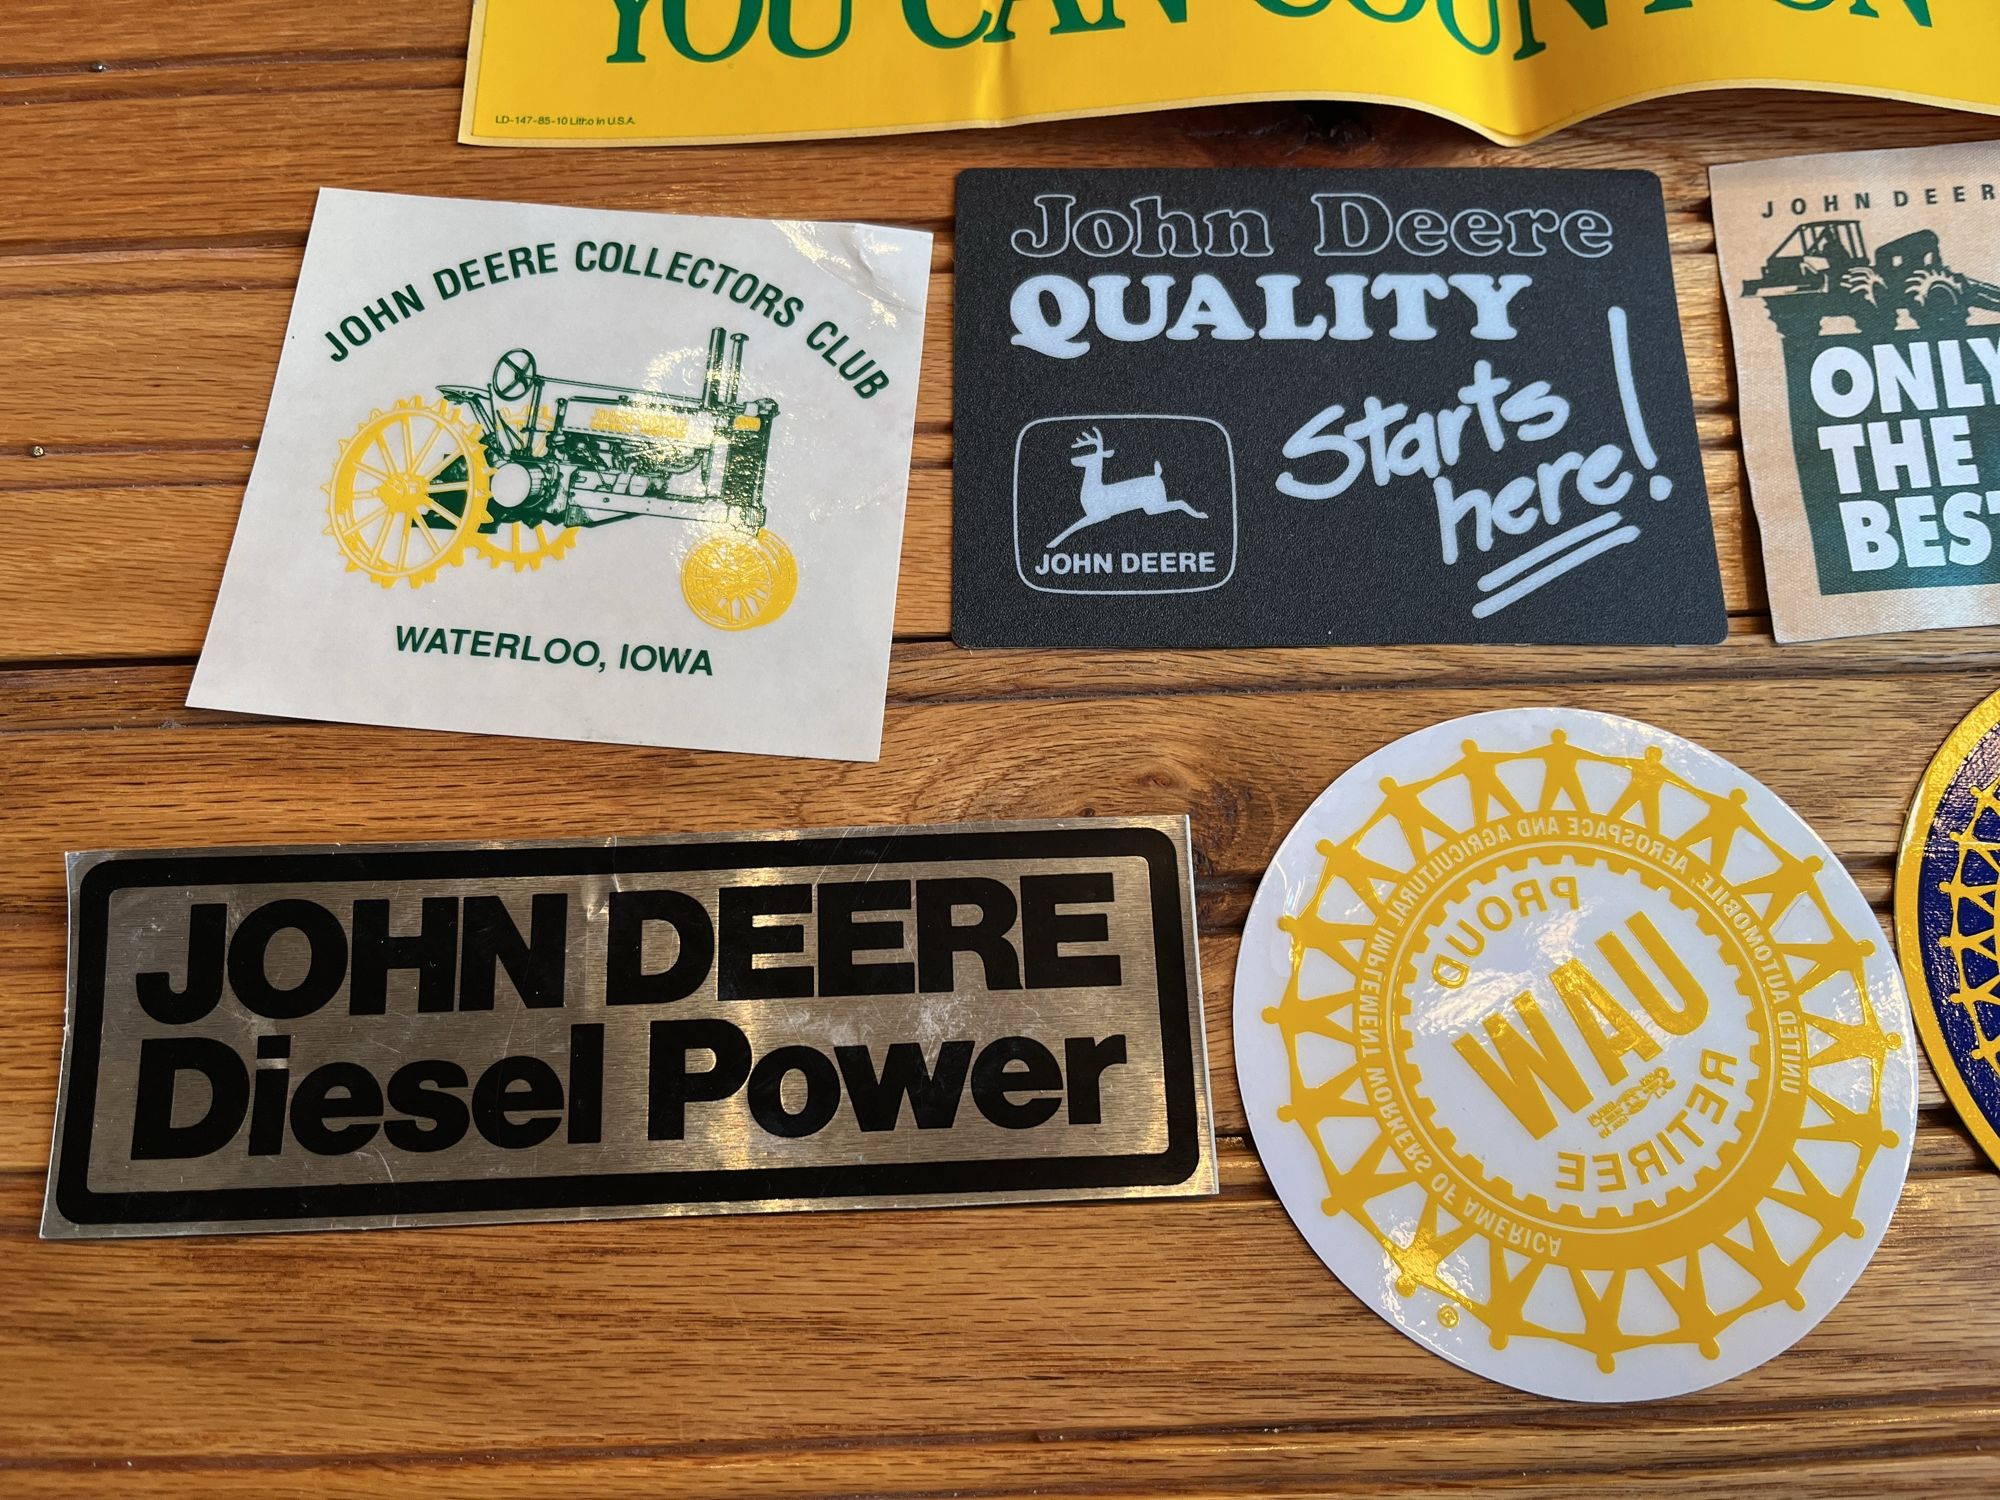 YOU CAN COUNT ON
LD-147-85-10 Litho in U.S.A.
JOHN DEERE COLLECTORS CLUB
WATERLOO, IOWA
John Deere
QUALITY
Starts
here!
JOHN DEERE
JOHN DEER
ONLY
THE
BEST
JOHN DEERE
Diesel Power
UNITED AUTOMOBILE, AEROSPACE AND AGRICULTURAL IMPLEMENT WORKERS OF AMERICA
PROUD
UAW
RETIREE
®